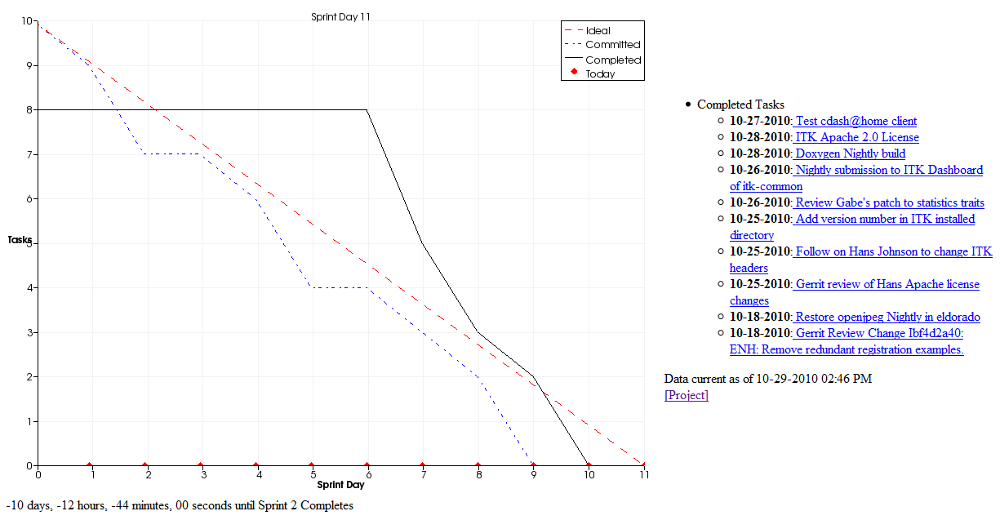 Sprint Day 11
Ideal
Committed
Completed
Today
10
9
8
7
6
5
4
3
2
1
0
Tasks
0 1 2 3 4 5 6 7 8 9 10 11
Sprint Day
-10 days, -12 hours, -44 minutes, 00 seconds until Sprint 2 Completes
Completed Tasks
10-27-2010: Test cdash@home client
10-28-2010: ITK Apache 2.0 License
10-28-2010: Doxygen Nightly build
10-26-2010: Nightly submission to ITK Dashboard
of itk-common
10-26-2010: Review Gabe's patch to statistics traits
10-25-2010: Add version number in ITK installed
directory
10-25-2010: Follow on Hans Johnson to change ITK
headers
10-25-2010: Gerrit review of Hans Apache license
changes
10-18-2010: Restore openjpeg Nightly in eldorado
10-18-2010: Gerrit Review Change Ibf4d2a40:
ENH: Remove redundant registration examples.
Data current as of 10-29-2010 02:46 PM
[Project]